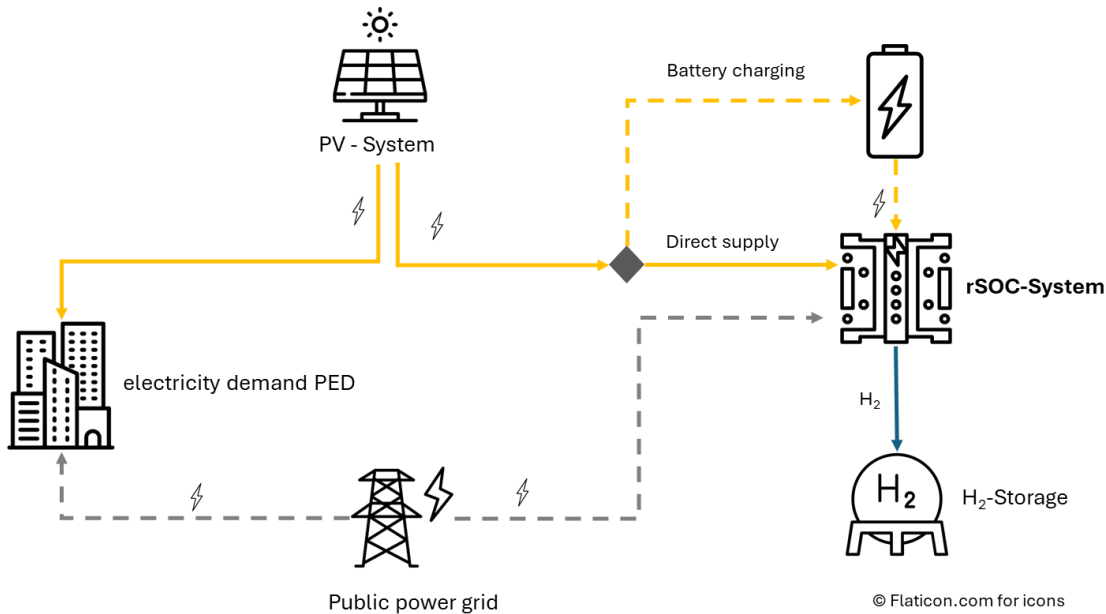 Battery charging
PV - System
Direct supply
rSOC-System
electricity demand PED
H₂
H₂
H₂-Storage
Public power grid
© Flaticon.com for icons